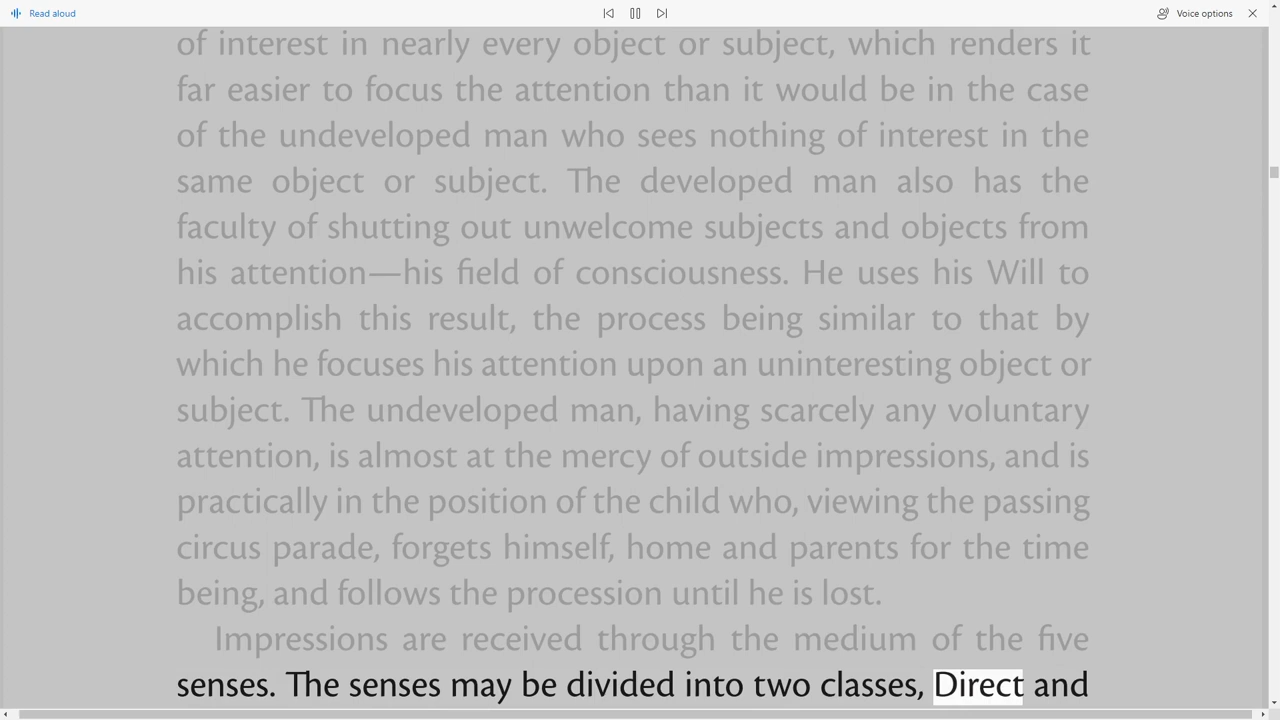 Read aloud
Voice options
of interest in nearly every object or subject, which renders it
far easier to focus the attention than it would be in the case
of the undeveloped man who sees nothing of interest in the
same object or subject. The developed man also has the
faculty of shutting out unwelcome subjects and objects from
his attention—his field of consciousness. He uses his Will to
accomplish this result, the process being similar to that by
which he focuses his attention upon an uninteresting object or
subject. The undeveloped man, having scarcely any voluntary
attention, is almost at the mercy of outside impressions, and is
practically in the position of the child who, viewing the passing
circus parade, forgets himself, home and parents for the time
being, and follows the procession until he is lost.
Impressions are received through the medium of the five
senses. The senses may be divided into two classes, Direct and